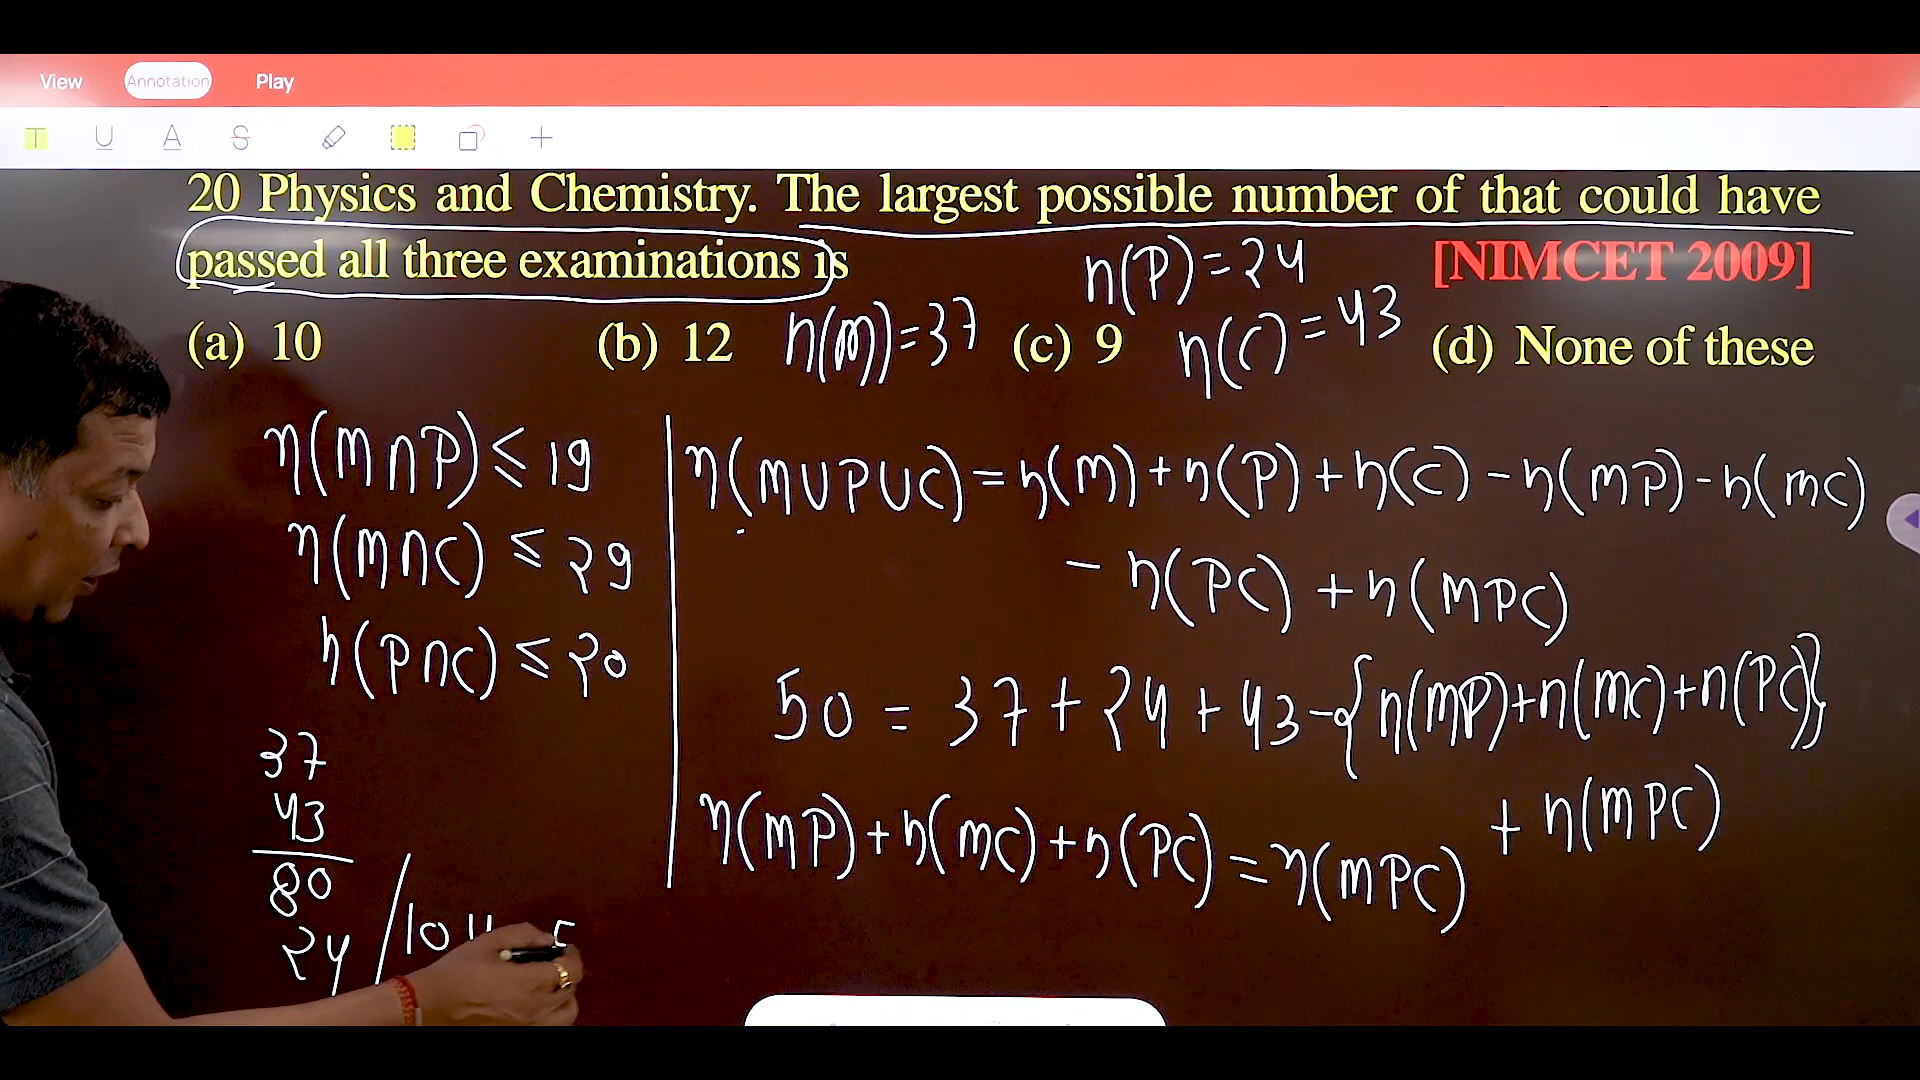 View Annotation Play
T U A S
20 Physics and Chemistry. The largest possible number of that could have
passed all three examinations is [NIMCET 2009]
n(P)=24
(a) 10 (b) 12 n(M)=37 (c) 9 n(C)=43 (d) None of these
n(M∩P)≤19
n(M∩C)≤29
n(P∩C)≤20
37
43
80
24 / 104
n(M∪P∪C)=n(M)+n(P)+n(C)-n(MP)-n(MC)
-n(PC)+n(MPC)
50=37+24+43-{n(MP)+n(MC)+n(PC)}
+n(MPC)
n(MP)+n(MC)+n(PC)=n(MPC)